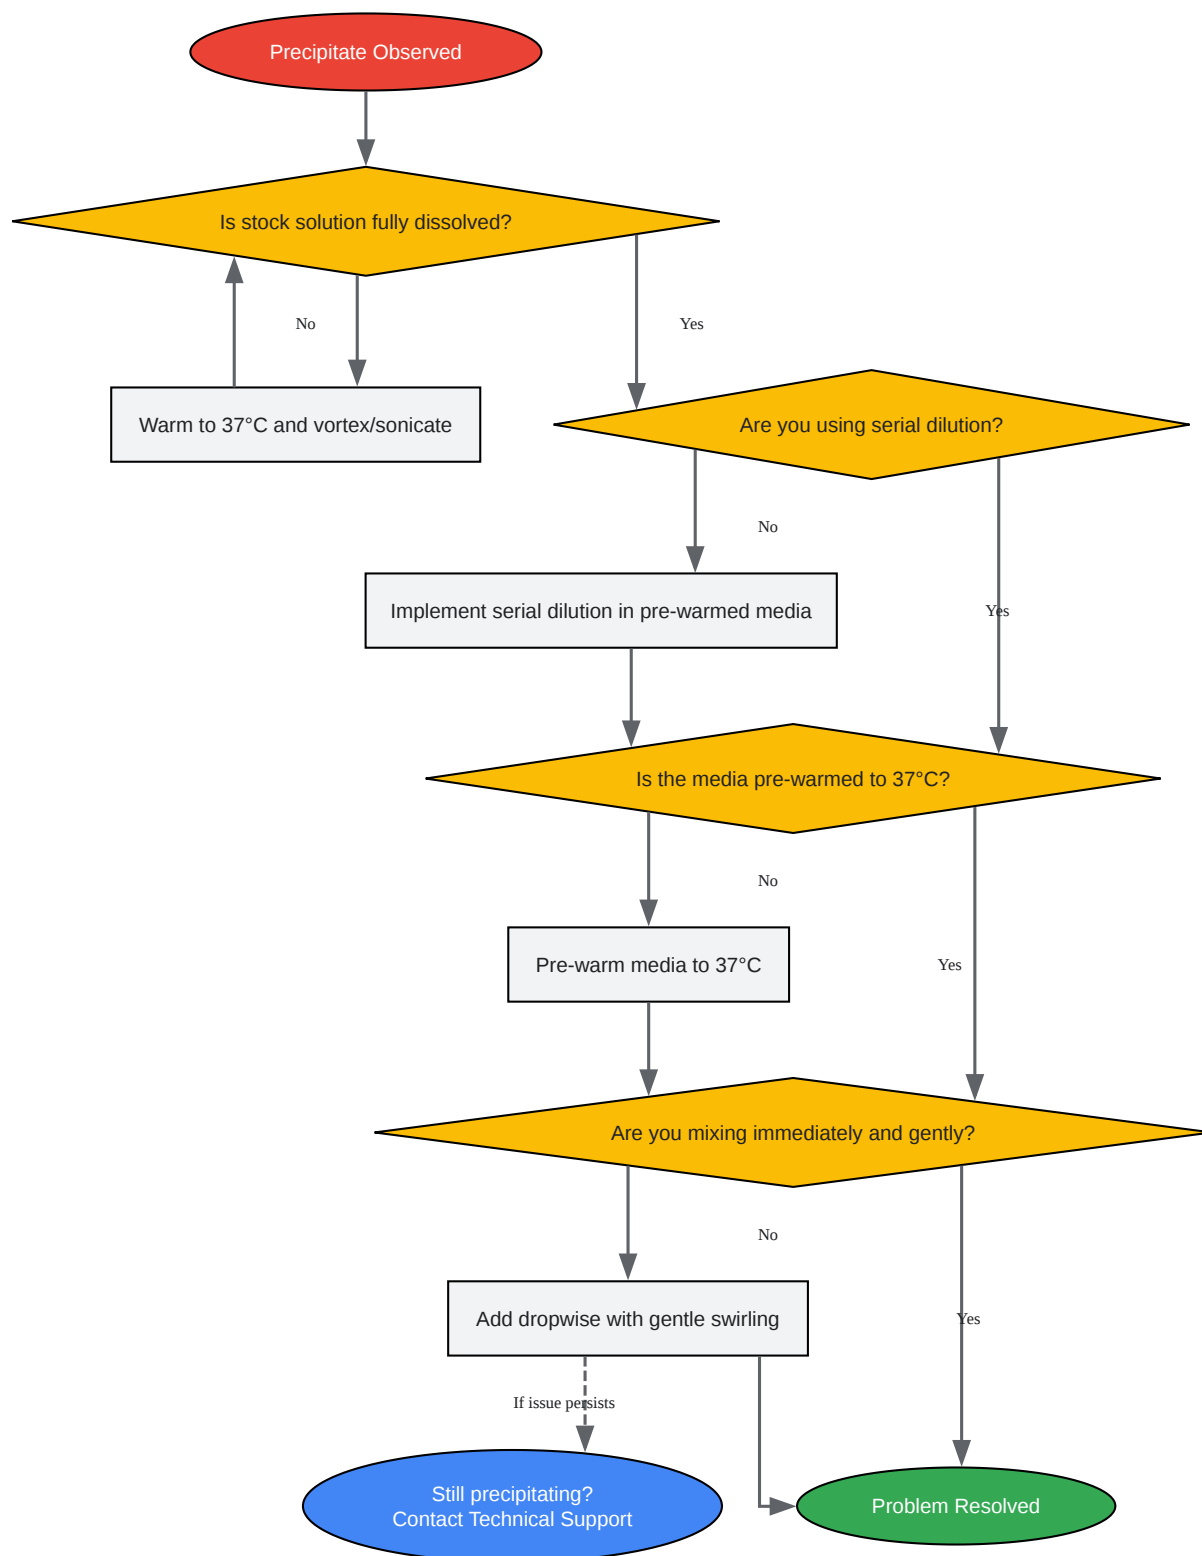 Precipitate Observed
Is stock solution fully dissolved?
No
Yes
Warm to 37°C and vortex/sonicate
Are you using serial dilution?
No
Implement serial dilution in pre-warmed media
Yes
Is the media pre-warmed to 37°C?
No
Pre-warm media to 37°C
Yes
Are you mixing immediately and gently?
No
Add dropwise with gentle swirling
Yes
If issue persists
Still precipitating?
Contact Technical Support
Problem Resolved